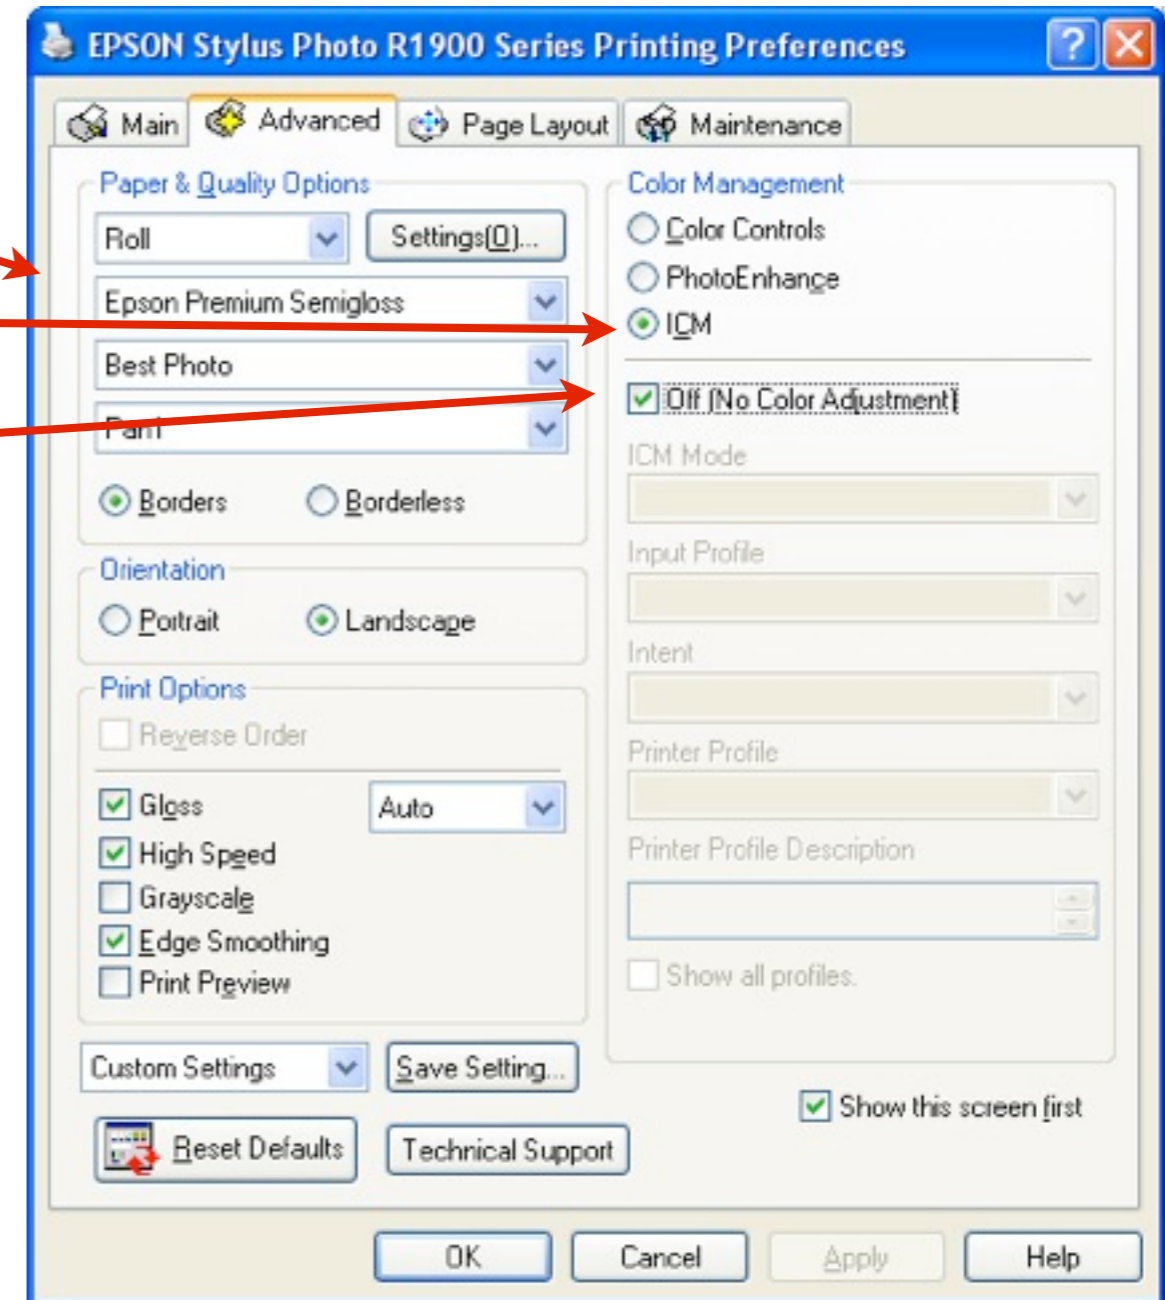 EPSON Stylus Photo R1900 Series Printing Preferences
Main
Advanced
Page Layout
Maintenance
Paper & Quality Options
Roll
Settings(O)...
Epson Premium Semigloss
Best Photo
Borders
Borderless
Orientation
Portrait
Landscape
Print Options
Reverse Order
Gloss
Auto
High Speed
Grayscale
Edge Smoothing
Print Preview
Custom Settings
Save Setting...
Reset Defaults
Technical Support
Color Management
Color Controls
PhotoEnhance
ICM
Off (No Color Adjustment)
ICM Mode
Input Profile
Intent
Printer Profile
Printer Profile Description
Show all profiles.
Show this screen first
OK
Cancel
Apply
Help